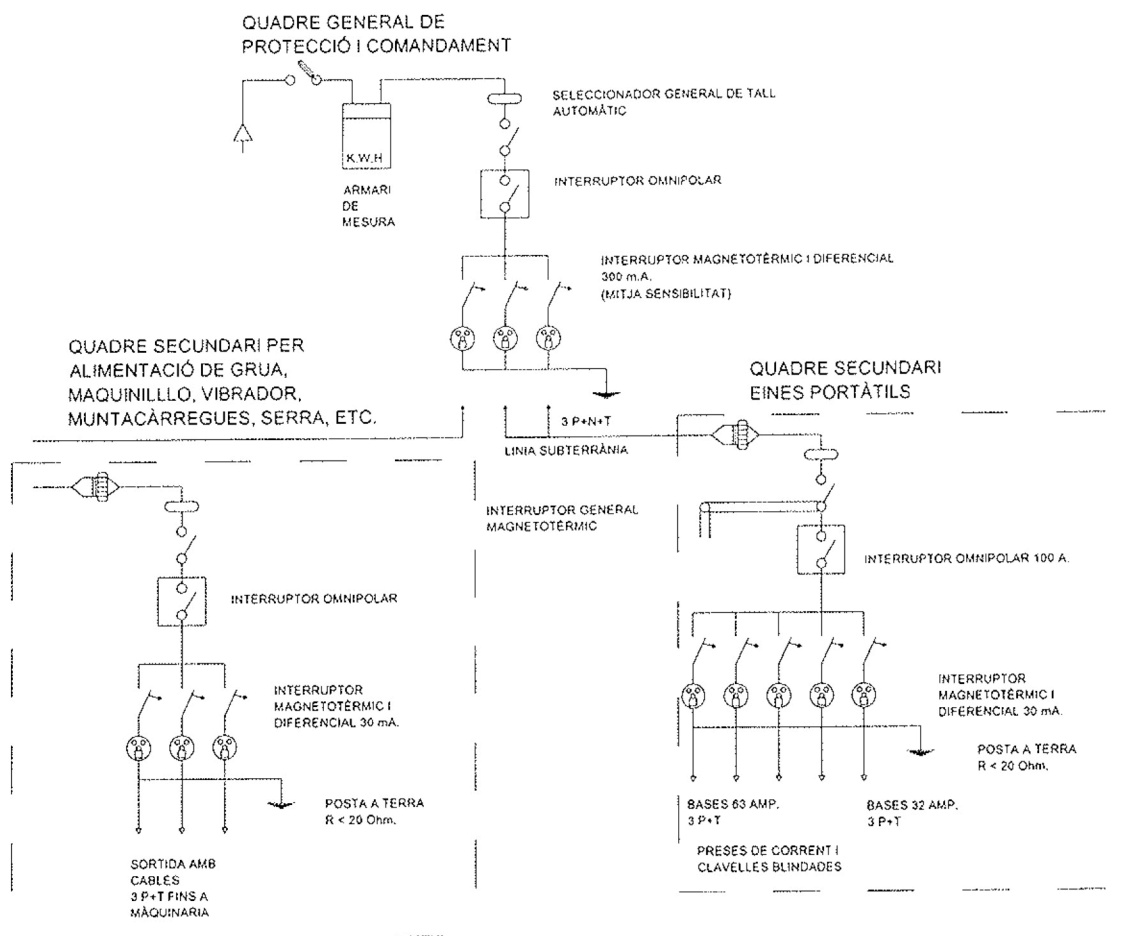 QUADRE GENERAL DE
PROTECCIÓ I COMANDAMENT
SELECCIONADOR GENERAL DE TALL
AUTOMÀTIC
K.W.H
ARMARI
DE
MESURA
INTERRUPTOR OMNIPOLAR
INTERRUPTOR MAGNETOTÈRMIC I DIFERENCIAL
300 m.A.
(MITJA SENSIBILITAT)
QUADRE SECUNDARI PER
ALIMENTACIÓ DE GRUA,
MAQUINILLLO, VIBRADOR,
MUNTACÀRREGUES, SERRA, ETC.
QUADRE SECUNDARI
EINES PORTÀTILS
3 P+N+T
LINIA SUBTERRÀNIA
INTERRUPTOR GENERAL
MAGNETOTÈRMIC
INTERRUPTOR OMNIPOLAR 100 A.
INTERRUPTOR OMNIPOLAR
INTERRUPTOR
MAGNETOTÈRMIC I
DIFERENCIAL 30 mA.
INTERRUPTOR
MAGNETOTÈRMIC I
DIFERENCIAL 30 mA.
POSTA A TERRA
R < 20 Ohm.
POSTA A TERRA
R < 20 Ohm.
BASES 63 AMP.
3 P+T
BASES 32 AMP.
3 P+T
PRESES DE CORRENT I
CLAVELLES BLINDADES
SORTIDA AMB
CABLES
3 P+T FINS A
MÀQUINARIA